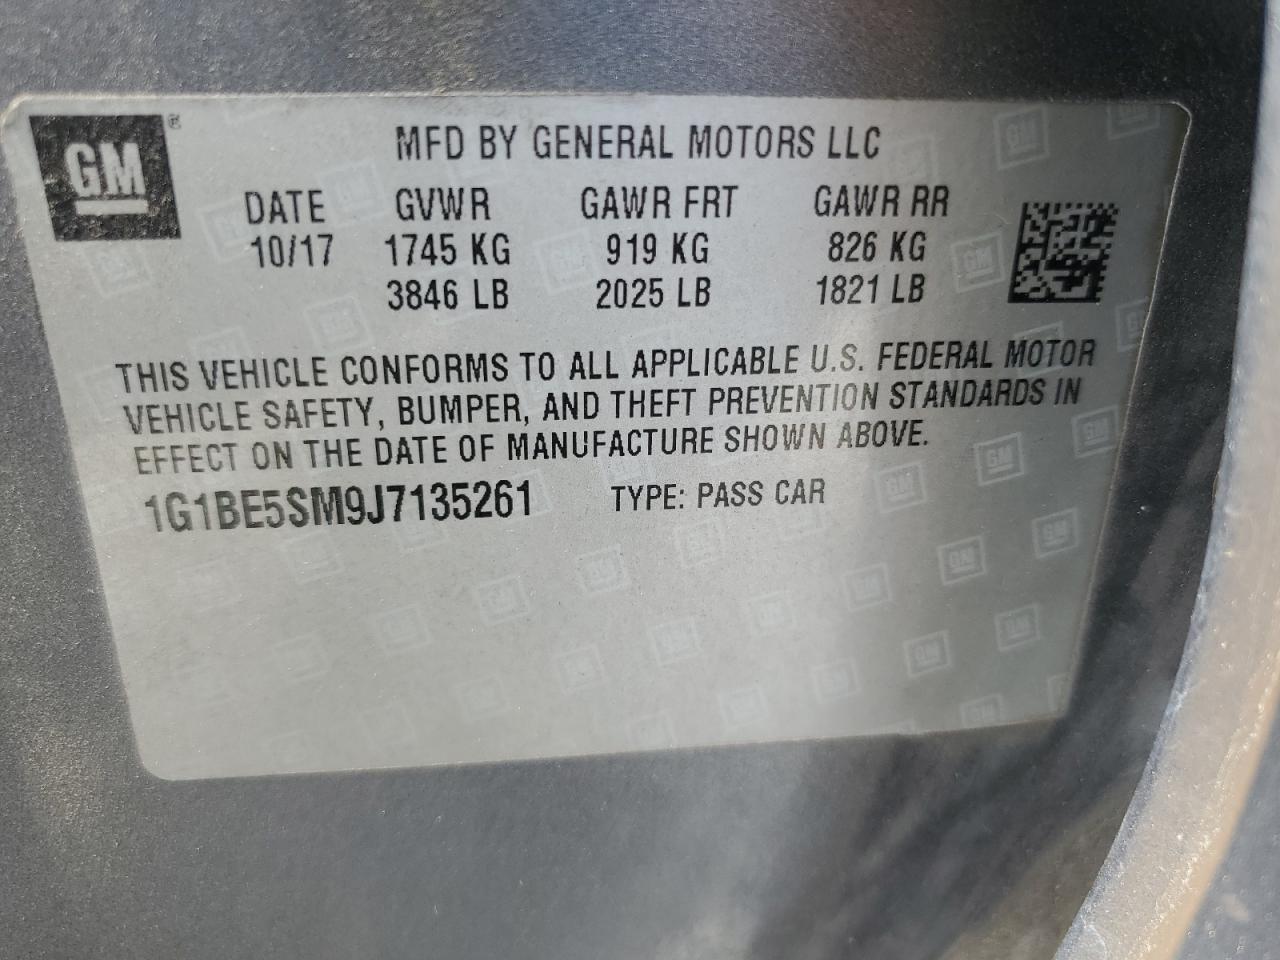 GM®
MFD BY GENERAL MOTORS LLC
DATE GVWR GAWR FRT GAWR RR
10/17 1745 KG 919 KG 826 KG
3846 LB 2025 LB 1821 LB
THIS VEHICLE CONFORMS TO ALL APPLICABLE U.S. FEDERAL MOTOR
VEHICLE SAFETY, BUMPER, AND THEFT PREVENTION STANDARDS IN
EFFECT ON THE DATE OF MANUFACTURE SHOWN ABOVE.
1G1BE5SM9J7135261 TYPE: PASS CAR